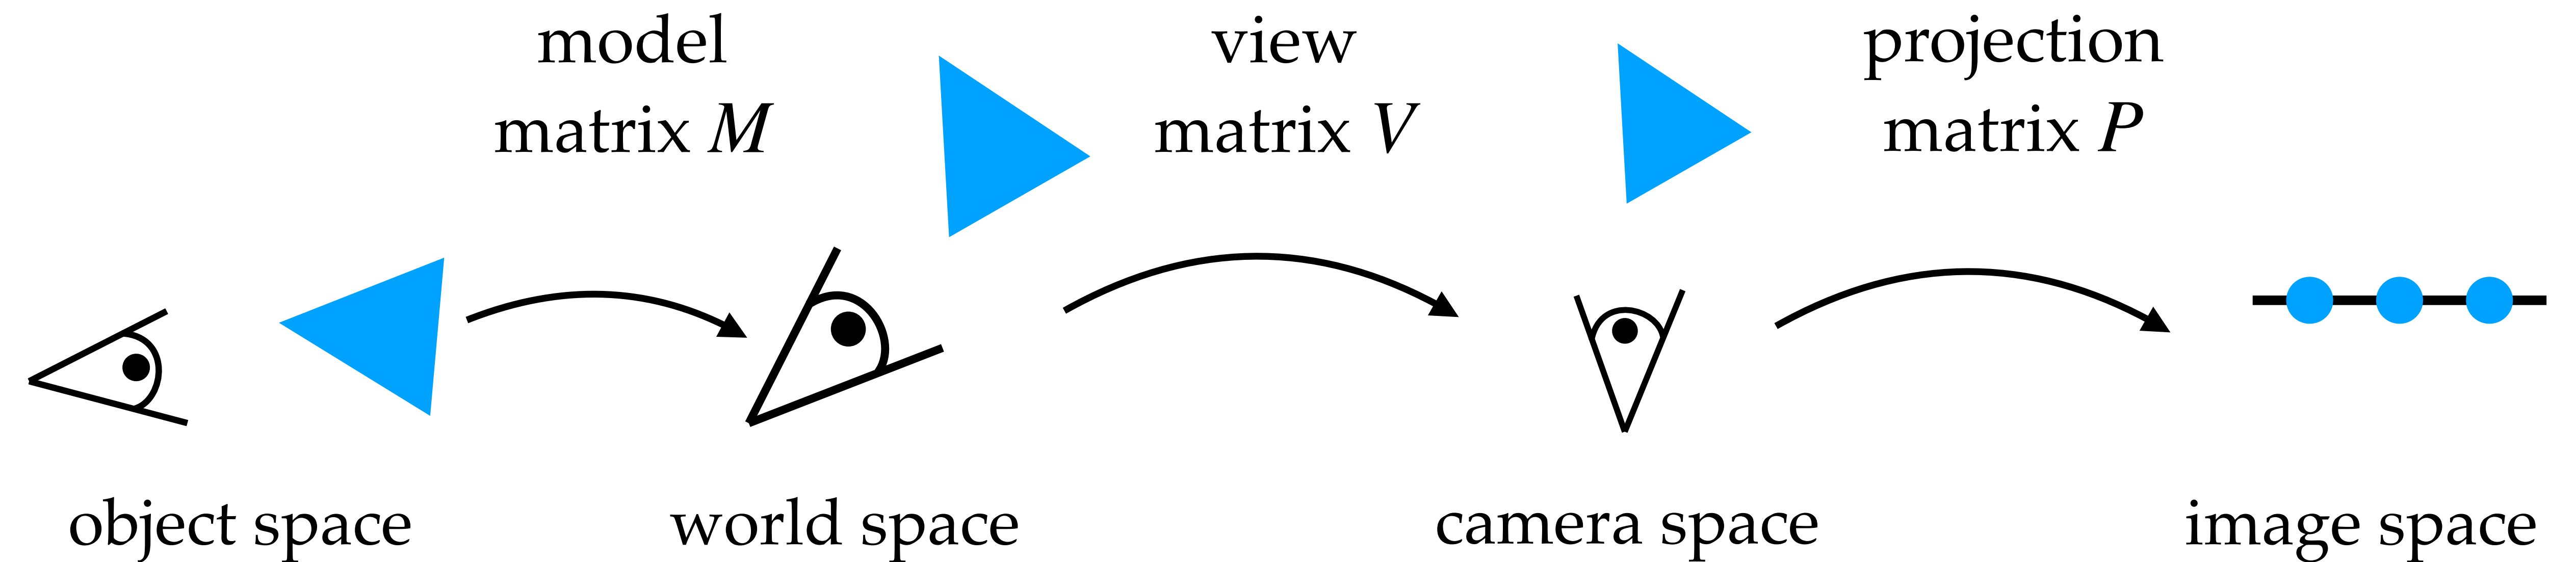 model
matrix M
view
matrix V
projection
matrix P
object space
world space
camera space
image space